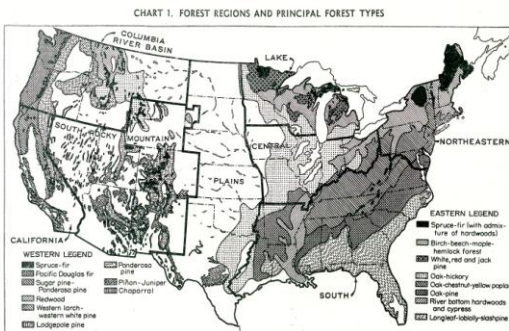 CHART 1. FOREST REGIONS AND PRINCIPAL FOREST TYPES
COLUMBIA
RIVER BASIN
LAKE
SOUTH ROCKY
MOUNTAIN
CENTRAL
NORTHEASTERN
PLAINS
CALIFORNIA
SOUTH
WESTERN LEGEND
Spruce-fir
Pacific Douglas fir
Sugar pine-
Ponderosa pine
Redwood
Western larch-
western white pine
Lodgepole pine
Ponderosa
pine
Piñon-Juniper
Chaparral
EASTERN LEGEND
Spruce-fir (with admix-
ture of hardwoods)
Birch-beech-maple-
hemlock forest
White, red and jack
pine
Oak-hickory
Oak-chestnut-yellow poplar
Oak-pine
River bottom hardwoods
and cypress
Longleaf-loblolly-slash pine